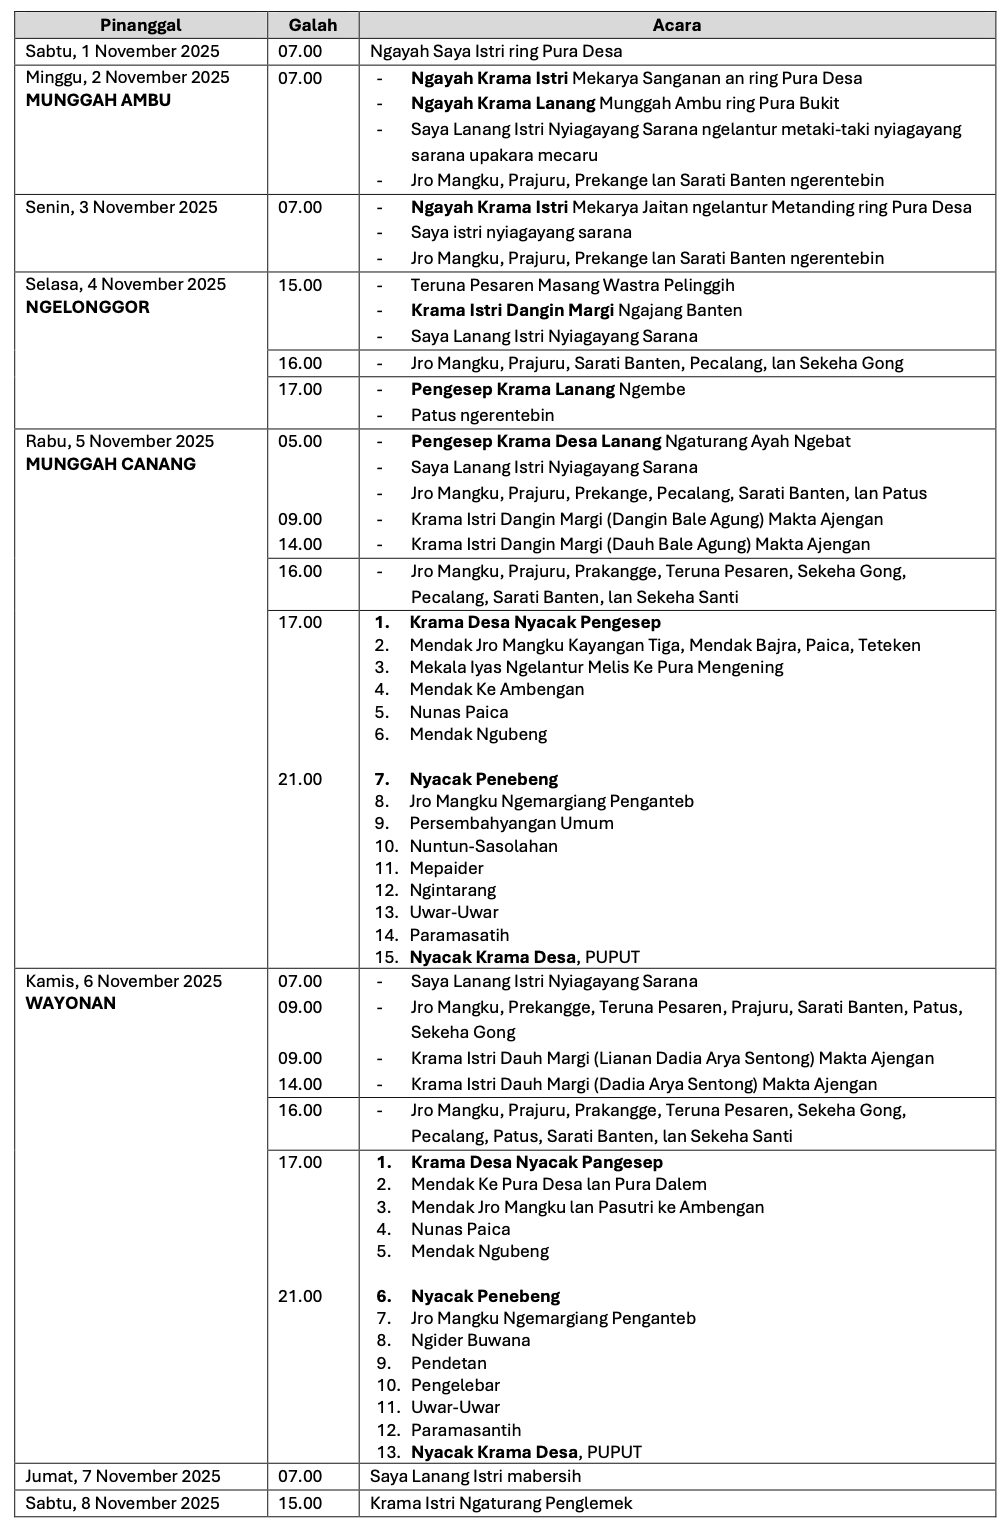 Pinanggal Galah Acara
Sabtu, 1 November 2025 07.00 Ngayah Saya Istri ring Pura Desa
Minggu, 2 November 2025 07.00 - Ngayah Krama Istri Mekarya Sanganan an ring Pura Desa
MUNGGAH AMBU - Ngayah Krama Lanang Munggah Ambu ring Pura Bukit
- Saya Lanang Istri Nyiagayang Sarana ngelantur metaki-taki nyiagayang
sarana upakara mecaru
- Jro Mangku, Prajuru, Prekange lan Sarati Banten ngerentebin
Senin, 3 November 2025 07.00 - Ngayah Krama Istri Mekarya Jaitan ngelantur Metanding ring Pura Desa
- Saya istri nyiagayang sarana
- Jro Mangku, Prajuru, Prekange lan Sarati Banten ngerentebin
Selasa, 4 November 2025 15.00 - Teruna Pesaren Masang Wastra Pelinggih
NGELONGGOR - Krama Istri Dangin Margi Ngajang Banten
- Saya Lanang Istri Nyiagayang Sarana
16.00 - Jro Mangku, Prajuru, Sarati Banten, Pecalang, lan Sekeha Gong
17.00 - Pengesep Krama Lanang Ngembe
- Patus ngerentebin
Rabu, 5 November 2025 05.00 - Pengesep Krama Desa Lanang Ngaturang Ayah Ngebat
MUNGGAH CANANG - Saya Lanang Istri Nyiagayang Sarana
- Jro Mangku, Prajuru, Prekange, Pecalang, Sarati Banten, lan Patus
09.00 - Krama Istri Dangin Margi (Dangin Bale Agung) Makta Ajengan
14.00 - Krama Istri Dangin Margi (Dauh Bale Agung) Makta Ajengan
16.00 - Jro Mangku, Prajuru, Prakangge, Teruna Pesaren, Sekeha Gong,
Pecalang, Sarati Banten, lan Sekeha Santi
17.00 1. Krama Desa Nyacak Pengesep
2. Mendak Jro Mangku Kayangan Tiga, Mendak Bajra, Paica, Teteken
3. Mekala Iyas Ngelantur Melis Ke Pura Mengening
4. Mendak Ke Ambengan
5. Nunas Paica
6. Mendak Ngubeng
21.00 7. Nyacak Penebeng
8. Jro Mangku Ngemargiang Penganteb
9. Persembahyangan Umum
10. Nuntun-Sasolahan
11. Mepaider
12. Ngintarang
13. Uwar-Uwar
14. Paramasatih
15. Nyacak Krama Desa, PUPUT
Kamis, 6 November 2025 07.00 - Saya Lanang Istri Nyiagayang Sarana
WAYONAN 09.00 - Jro Mangku, Prekangge, Teruna Pesaren, Prajuru, Sarati Banten, Patus,
Sekeha Gong
09.00 - Krama Istri Dauh Margi (Lianan Dadia Arya Sentong) Makta Ajengan
14.00 - Krama Istri Dauh Margi (Dadia Arya Sentong) Makta Ajengan
16.00 - Jro Mangku, Prajuru, Prakangge, Teruna Pesaren, Sekeha Gong,
Pecalang, Patus, Sarati Banten, lan Sekeha Santi
17.00 1. Krama Desa Nyacak Pangesep
2. Mendak Ke Pura Desa lan Pura Dalem
3. Mendak Jro Mangku lan Pasutri ke Ambengan
4. Nunas Paica
5. Mendak Ngubeng
21.00 6. Nyacak Penebeng
7. Jro Mangku Ngemargiang Penganteb
8. Ngider Buwana
9. Pendetan
10. Pengelebar
11. Uwar-Uwar
12. Paramasantih
13. Nyacak Krama Desa, PUPUT
Jumat, 7 November 2025 07.00 Saya Lanang Istri mabersih
Sabtu, 8 November 2025 15.00 Krama Istri Ngaturang Penglemek